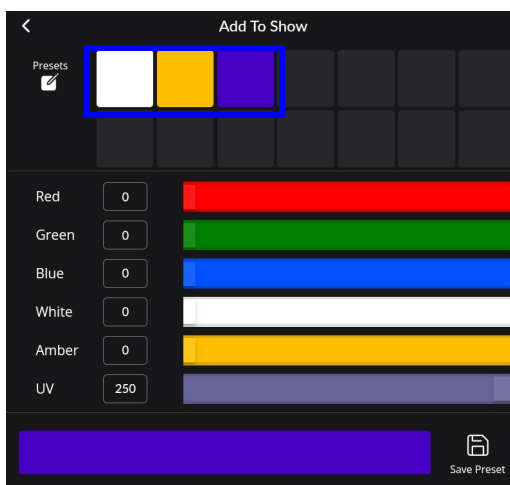 Add To Show
Presets
Red 0
Green 0
Blue 0
White 0
Amber 0
UV 250
Save Preset